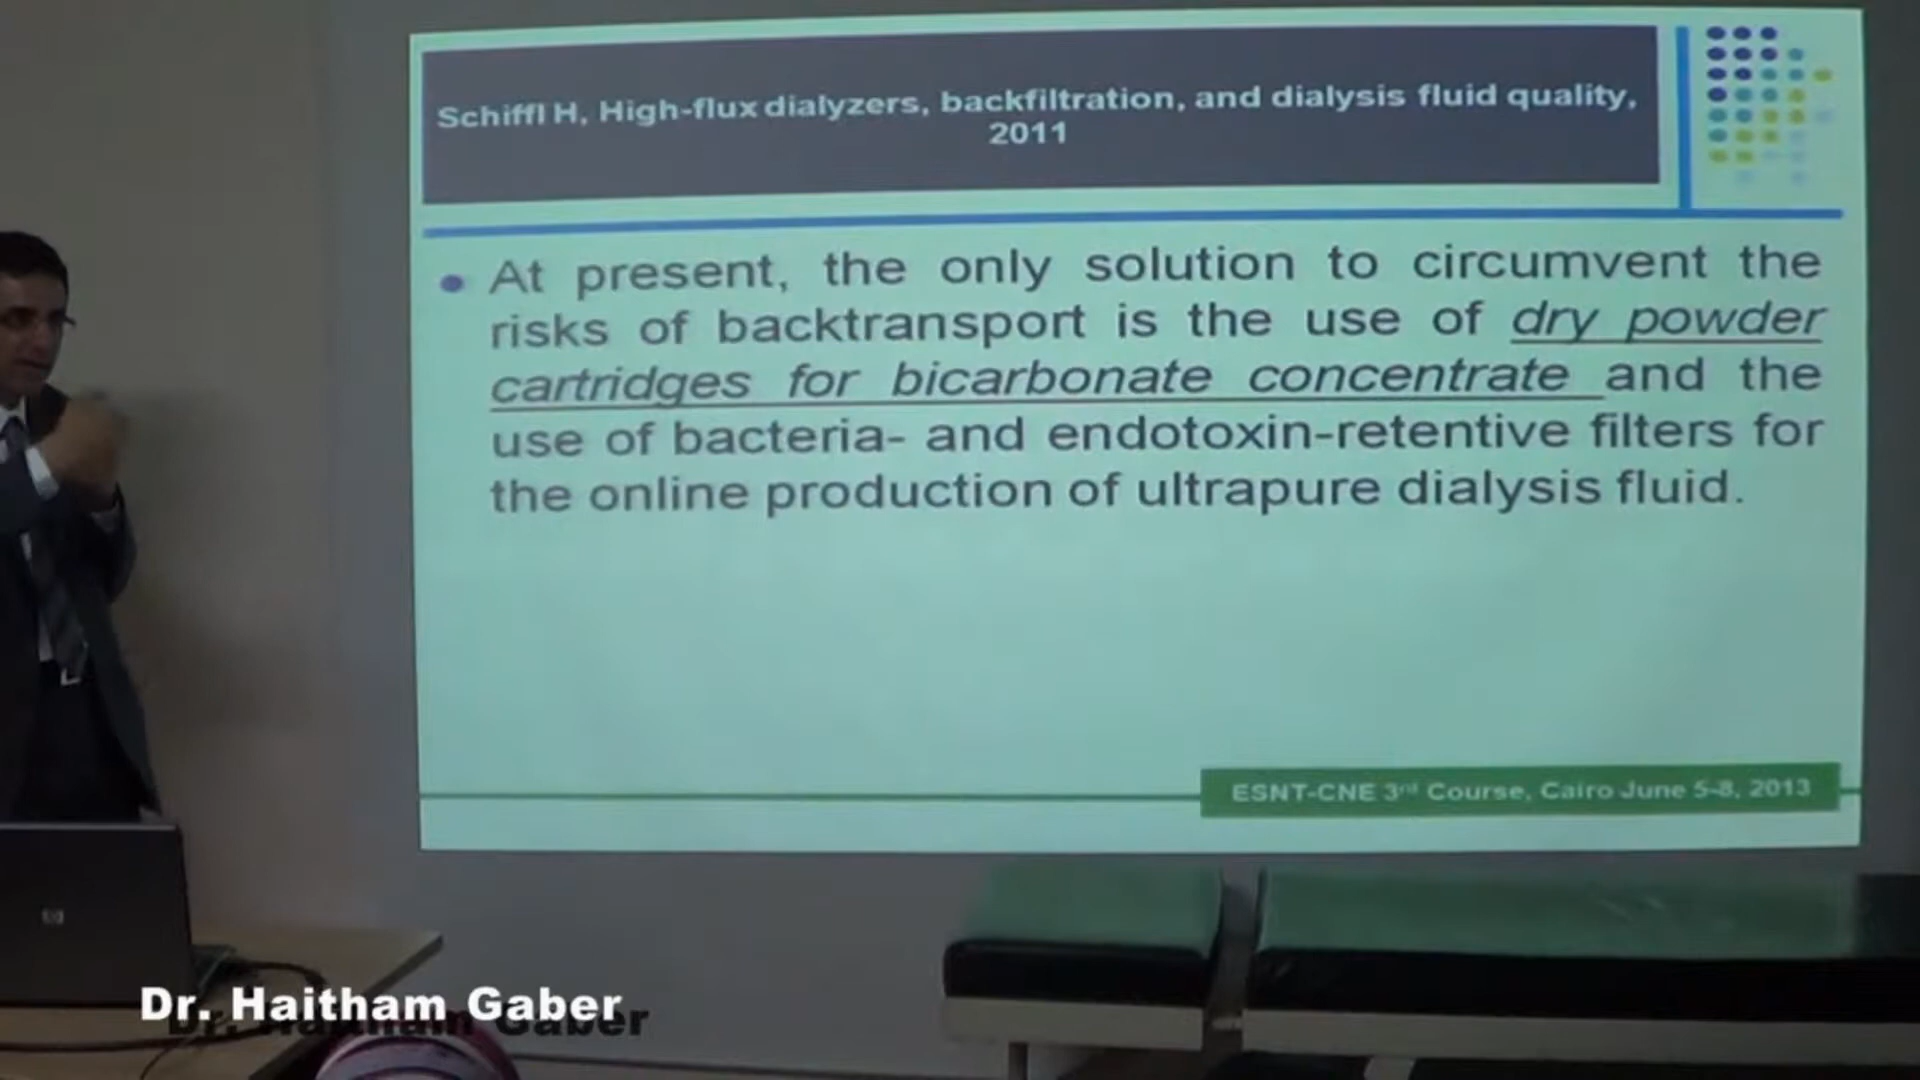 Schiffl H, High-flux dialyzers, backfiltration, and dialysis fluid quality,
2011
At present, the only solution to circumvent the
risks of backtransport is the use of dry powder
cartridges for bicarbonate concentrate and the
use of bacteria- and endotoxin-retentive filters for
the online production of ultrapure dialysis fluid.
ESNT-CNE 3rd Course, Cairo June 5-8, 2013
hp
Dr. Haitham Gaber